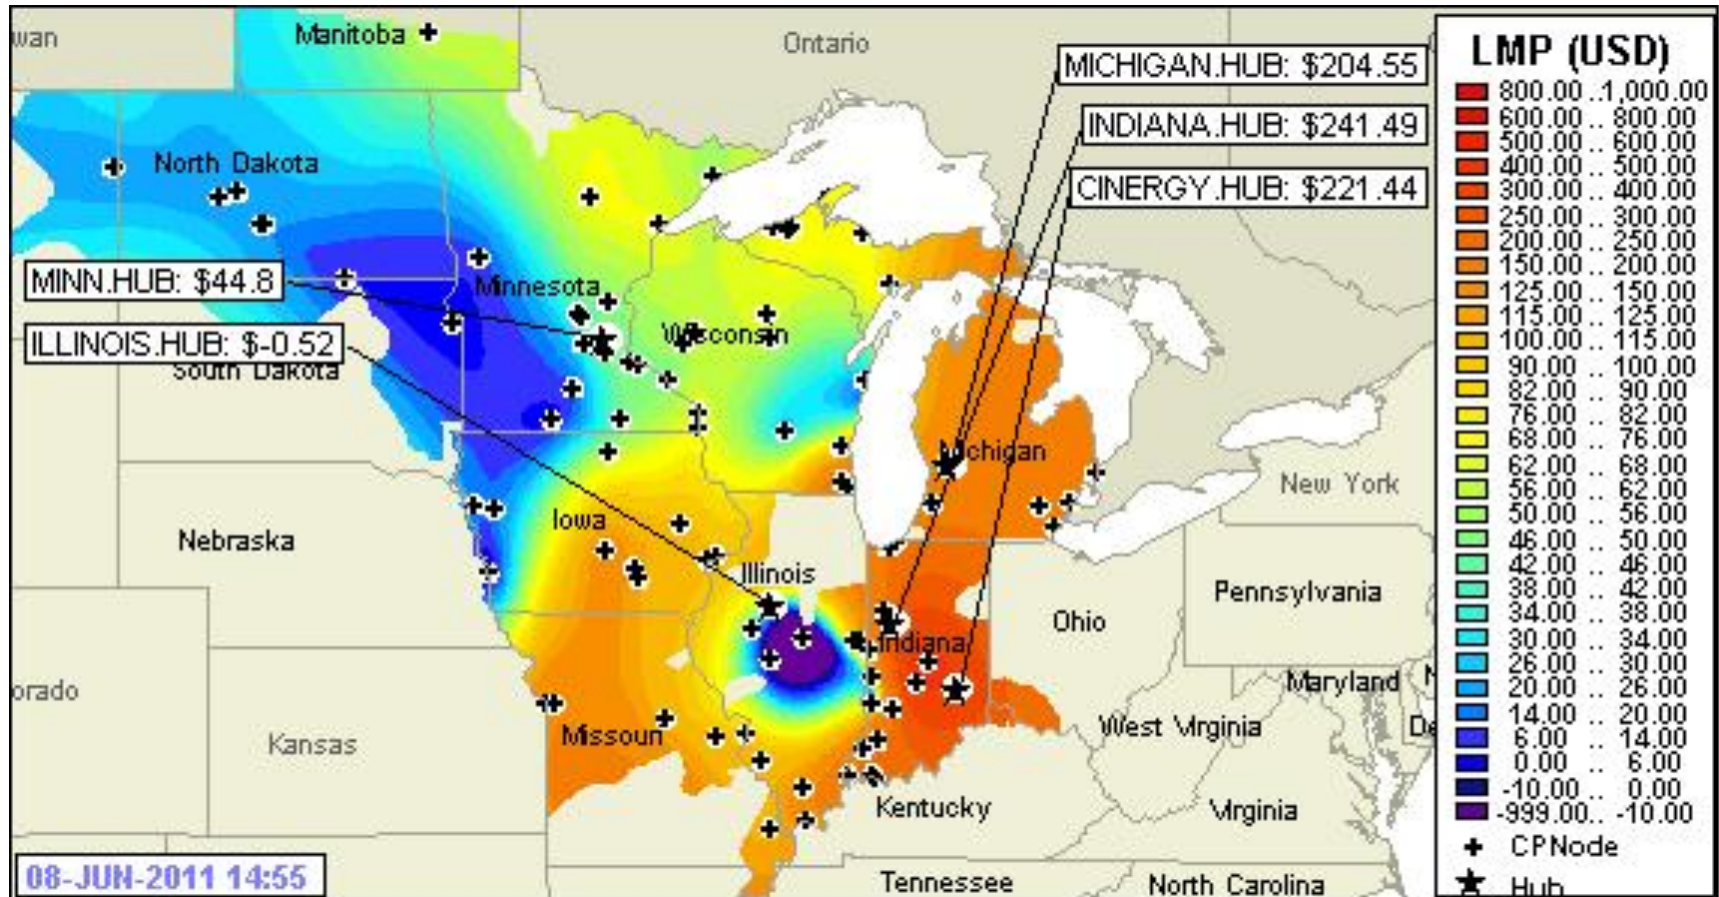 wan
Manitoba
Ontario
MICHIGAN.HUB: $204.55
INDIANA.HUB: $241.49
CINERGY.HUB: $221.44
North Dakota
MINN.HUB: $44.8
Minnesota
ILLINOIS.HUB: $-0.52
Wisconsin
South Dakota
Michigan
New York
Iowa
Nebraska
Illinois
Pennsylvania
Ohio
Indiana
orado
Maryland
N
Missouri
Kansas
West Virginia
De
Kentucky
Virginia
Tennessee
North Carolina
08-JUN-2011 14:55
LMP (USD)
800.00 .. 1,000.00
600.00 .. 800.00
500.00 .. 600.00
400.00 .. 500.00
300.00 .. 400.00
250.00 .. 300.00
200.00 .. 250.00
150.00 .. 200.00
125.00 .. 150.00
115.00 .. 125.00
100.00 .. 115.00
90.00 .. 100.00
82.00 .. 90.00
76.00 .. 82.00
68.00 .. 76.00
62.00 .. 68.00
56.00 .. 62.00
50.00 .. 56.00
46.00 .. 50.00
42.00 .. 46.00
38.00 .. 42.00
34.00 .. 38.00
30.00 .. 34.00
26.00 .. 30.00
20.00 .. 26.00
14.00 .. 20.00
6.00 .. 14.00
0.00 .. 6.00
-10.00 .. 0.00
-999.00 .. -10.00
CPNode
Hub